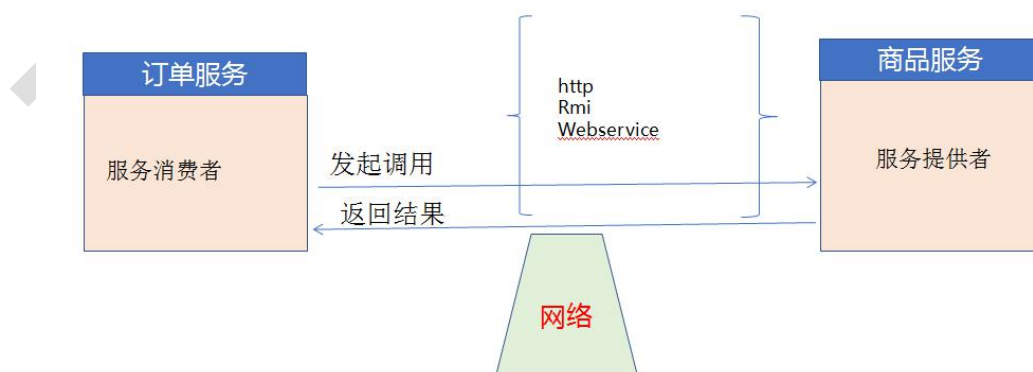 订单服务
服务消费者
发起调用
返回结果
http
Rmi
Webservice
网络
商品服务
服务提供者